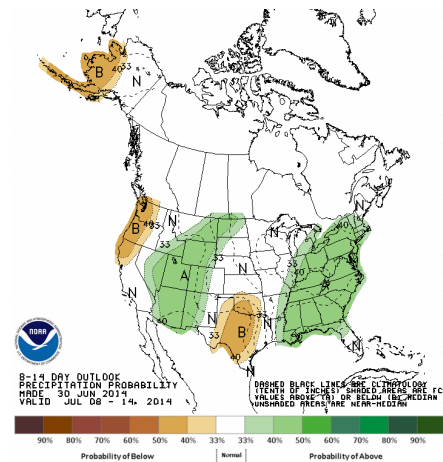 B
40
33
N
N
B
40
33
N
33
A
33
N
N
33
N
40
A
N
40
N
N
B
40
N
40
N
NOAA
8-14 DAY OUTLOOK
PRECIPITATION PROBABILITY
MADE 30 JUN 2014
VALID JUL 08 - 14, 2014
DASHED BLACK LINES ARE CLIMATOLOGY
(TENTH OF INCHES) SHADED AREAS ARE FC
VALUES ABOVE (A) OR BELOW (B) MEDIAN
UNSHADED AREAS ARE NEAR-MEDIAN
90% 80% 70% 60% 50% 40% 33% 33% 40% 50% 60% 70% 80% 90%
Probability of Below Normal Probability of Above